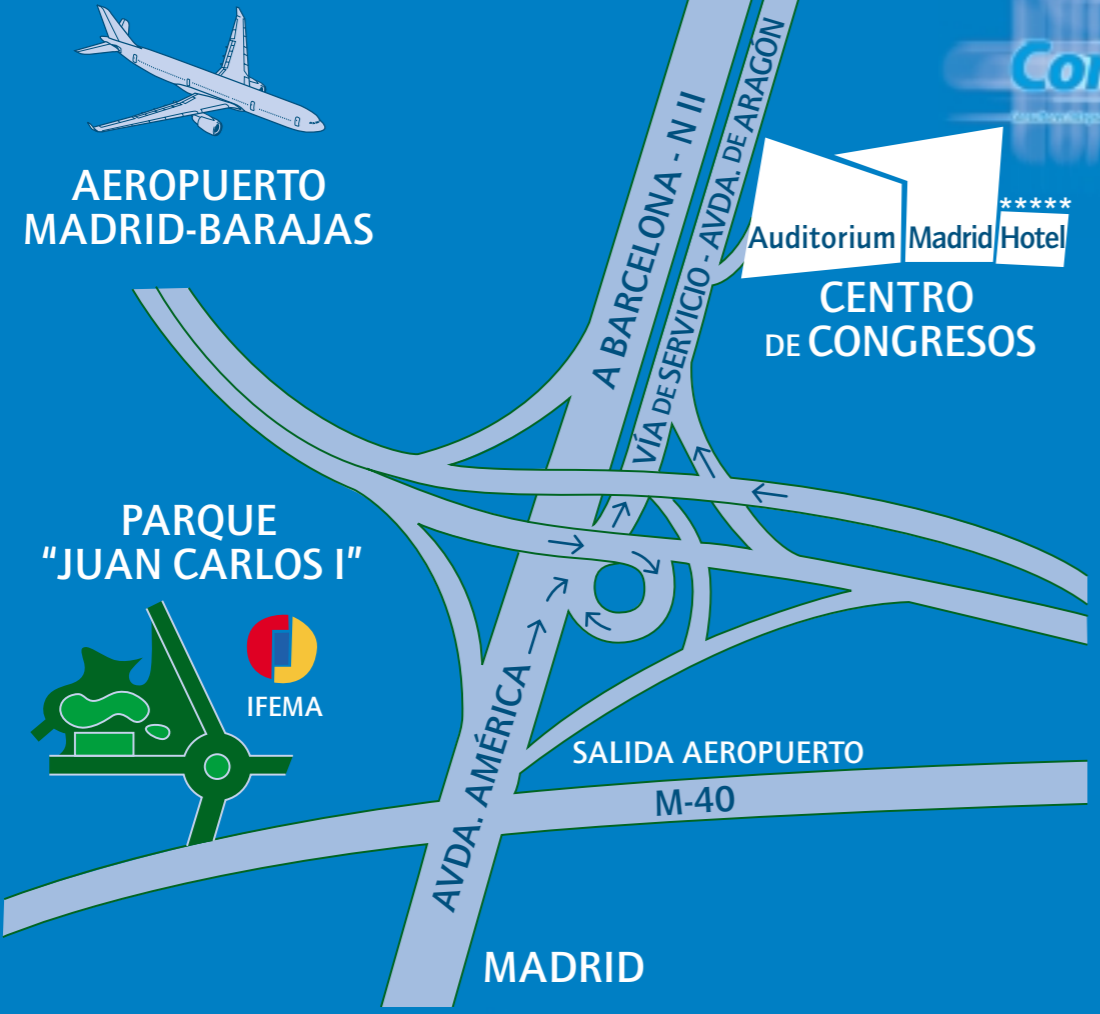 AEROPUERTO
MADRID-BARAJAS
A BARCELONA - N II
VÍA DE SERVICIO - AVDA. DE ARAGÓN
*****
Auditorium Madrid Hotel
CENTRO
DE CONGRESOS
PARQUE
"JUAN CARLOS I"
IFEMA
AVDA. AMÉRICA
SALIDA AEROPUERTO
M-40
MADRID